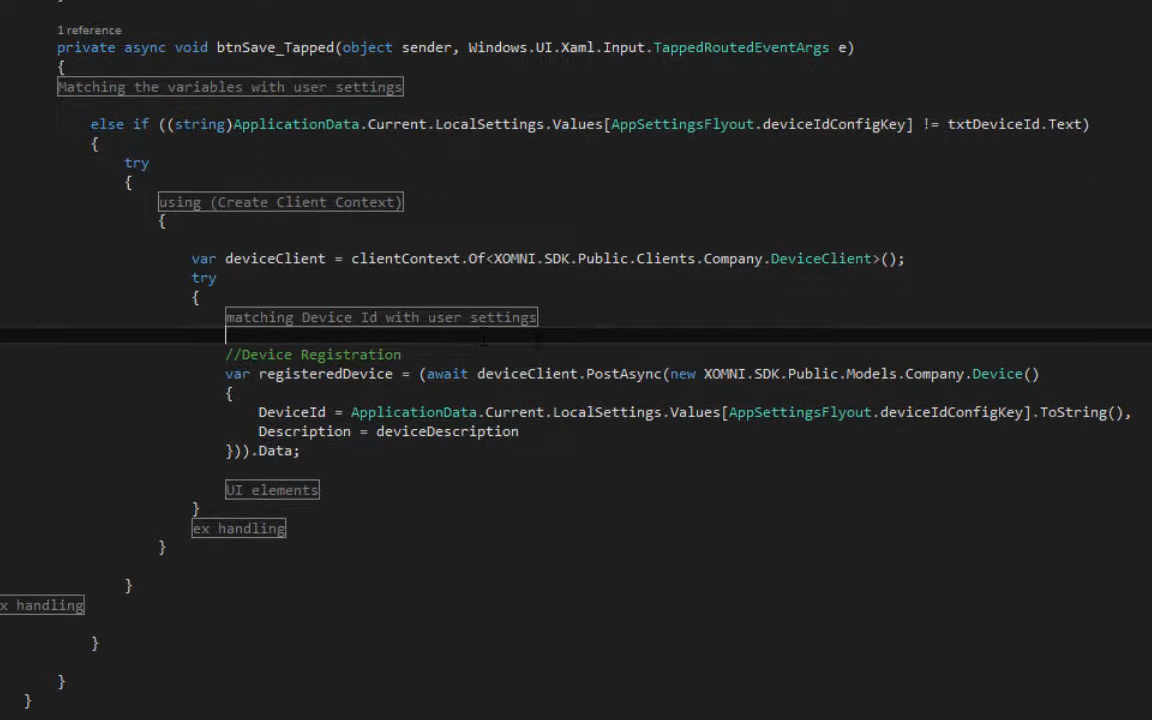 1 reference
private async void btnSave_Tapped(object sender, Windows.UI.Xaml.Input.TappedRoutedEventArgs e)
{
Matching the variables with user settings
else if ((string)ApplicationData.Current.LocalSettings.Values[AppSettingsFlyout.deviceIdConfigKey] != txtDeviceId.Text)
{
try
{
using (Create Client Context)
{
var deviceClient = clientContext.Of<XOMNI.SDK.Public.Clients.Company.DeviceClient>();
try
{
matching Device Id with user settings
//Device Registration
var registeredDevice = (await deviceClient.PostAsync(new XOMNI.SDK.Public.Models.Company.Device()
{
DeviceId = ApplicationData.Current.LocalSettings.Values[AppSettingsFlyout.deviceIdConfigKey].ToString(),
Description = deviceDescription
})).Data;
UI elements
}
ex handling
}
}
x handling
}
}
}